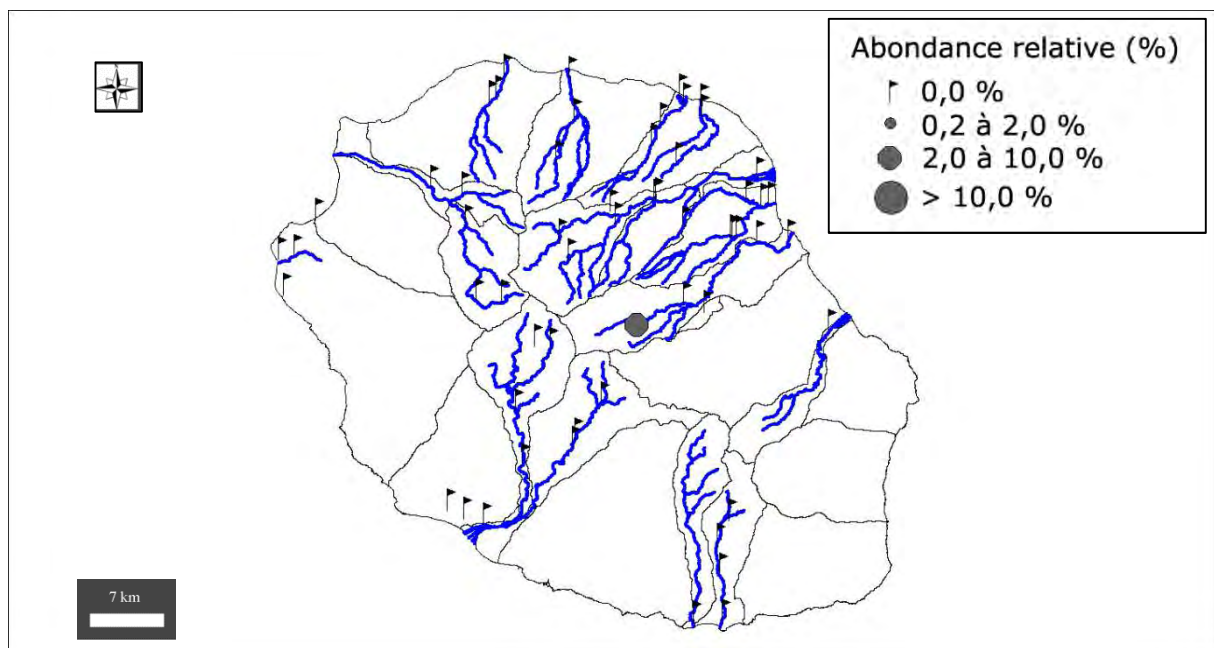 Abondance relative (%)
0,0 %
0,2 à 2,0 %
2,0 à 10,0 %
> 10,0 %
7 km